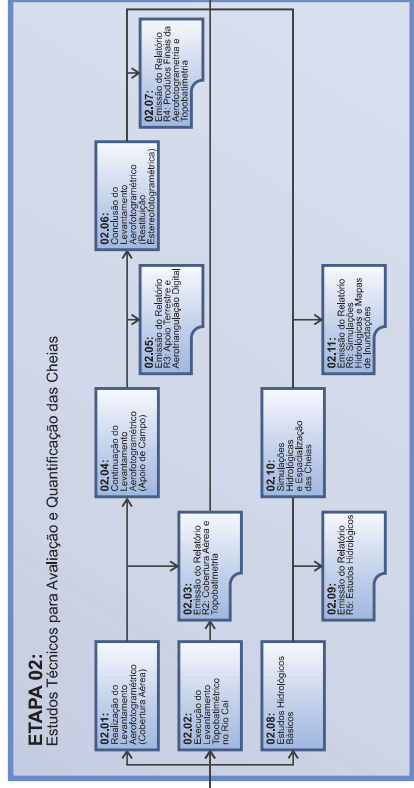 ETAPA 02:
Estudos Técnicos para Avaliação e Quantificação das Cheias
02.01:
Realização do
Levantamento
Aerofotogramétrico
(Cobertura Aérea)
02.02:
Execução do
Levantamento
Topobatimétrico
no Rio Caí
02.03:
Emissão do Relatório
R2: Cobertura Aérea e
Topobatimetria
02.04:
Continuação do
Levantamento
Aerofotogramétrico
(Apoio de Campo)
02.05:
Emissão do Relatório
R3: Apoio Terrestre e
Aerotriangulação Digital
02.06:
Conclusão do
Levantamento
Aerofotogramétrico
(Restituição
Estereofotogramétrica)
02.07:
Emissão do Relatório
R4: Produtos Finais da
Aerofotogrametria e
Topobatimetria
02.08:
Estudos Hidrológicos
Básicos
02.09:
Emissão do Relatório
R5: Estudos Hidrológicos
02.10:
Simulações
Hidrológicas
e Espacialização
das Cheias
02.11:
Emissão do Relatório
R6: Simulações
Hidrológicas e Mapas
de Inundações